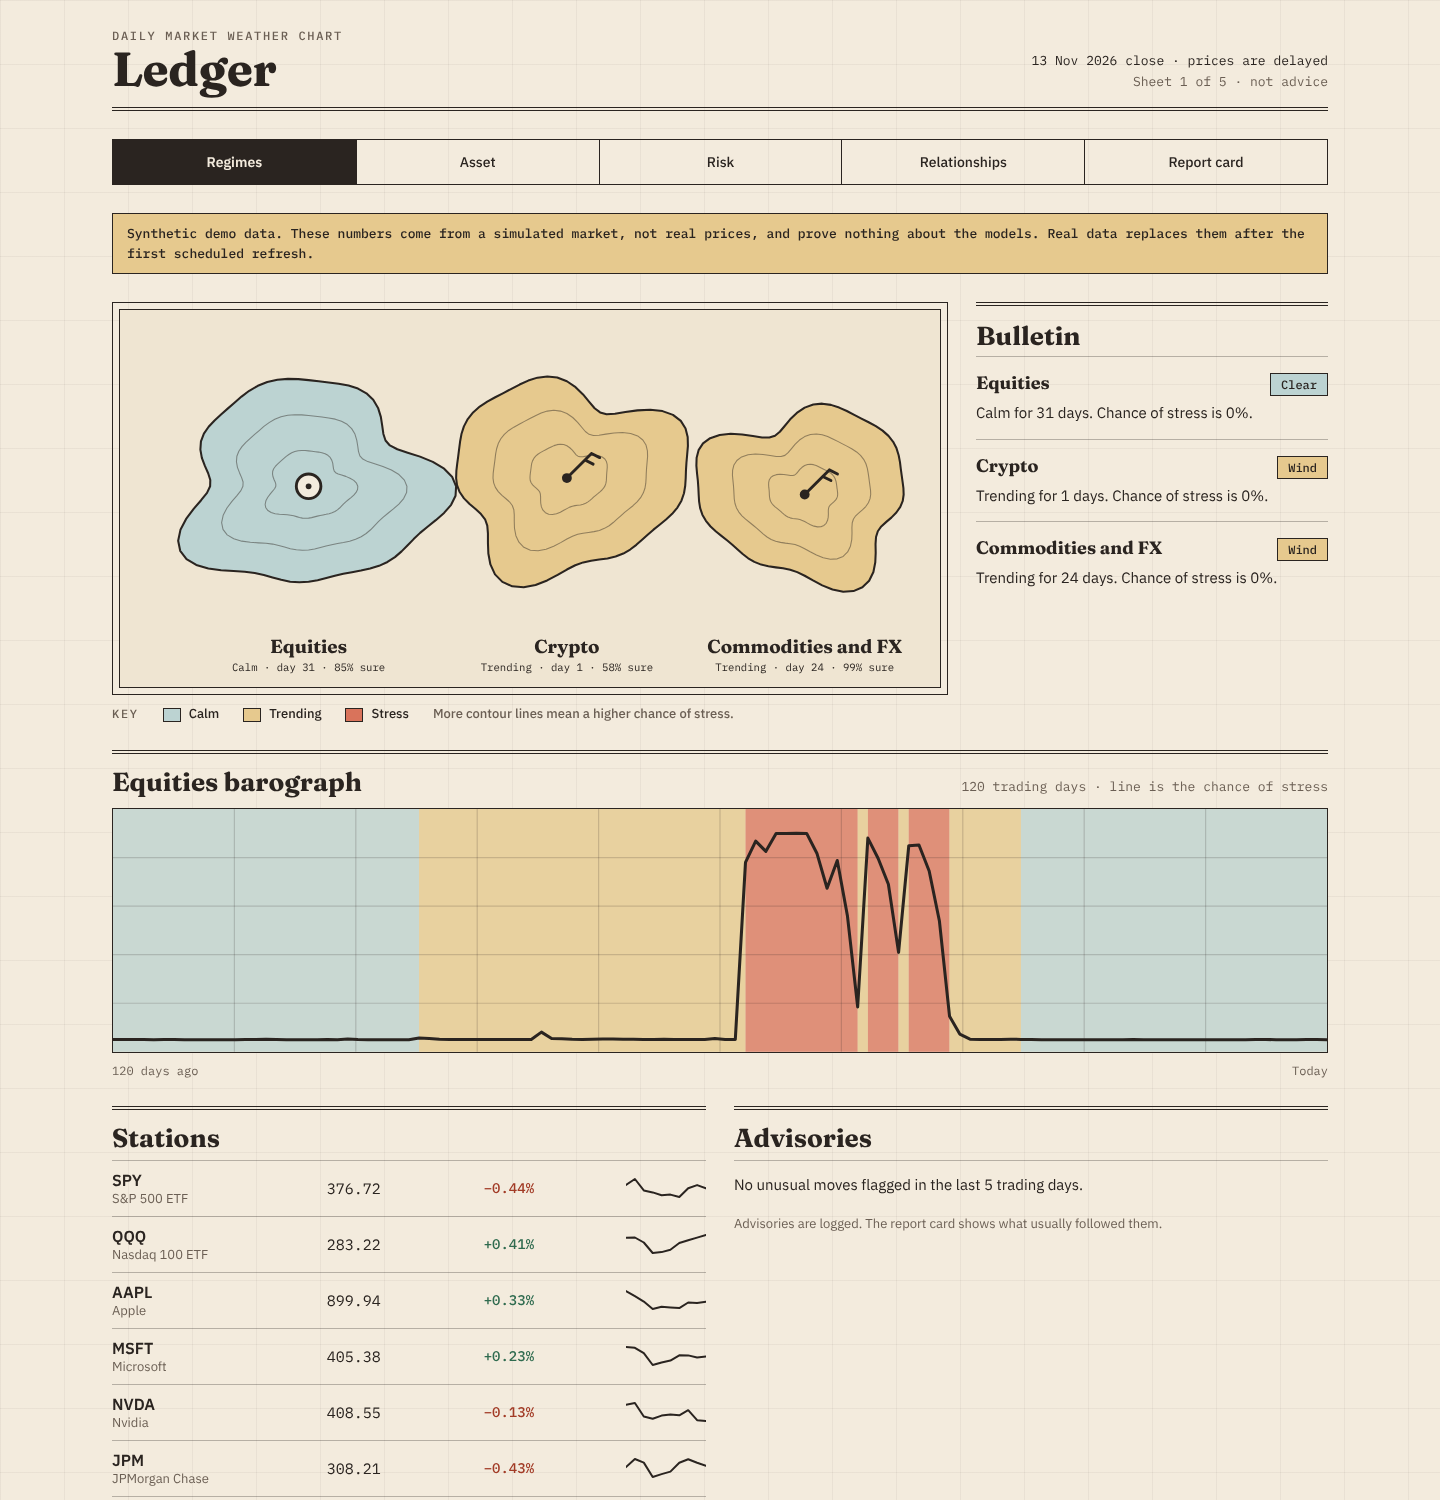 DAILY MARKET WEATHER CHART
Ledger
13 Nov 2026 close · prices are delayed
Sheet 1 of 5 · not advice
Regimes
Asset
Risk
Relationships
Report card
Synthetic demo data. These numbers come from a simulated market, not real prices, and prove nothing about the models. Real data replaces them after the
first scheduled refresh.
Equities
Calm · day 31 · 85% sure
Crypto
Trending · day 1 · 58% sure
Commodities and FX
Trending · day 24 · 99% sure
KEY
Calm
Trending
Stress
More contour lines mean a higher chance of stress.
Bulletin
Equities
Clear
Calm for 31 days. Chance of stress is 0%.
Crypto
Wind
Trending for 1 days. Chance of stress is 0%.
Commodities and FX
Wind
Trending for 24 days. Chance of stress is 0%.
Equities barograph
120 trading days · line is the chance of stress
120 days ago
Today
Stations
SPY
S&P 500 ETF
376.72
−0.44%
QQQ
Nasdaq 100 ETF
283.22
+0.41%
AAPL
Apple
899.94
+0.33%
MSFT
Microsoft
405.38
+0.23%
NVDA
Nvidia
408.55
−0.13%
JPM
JPMorgan Chase
308.21
−0.43%
Advisories
No unusual moves flagged in the last 5 trading days.
Advisories are logged. The report card shows what usually followed them.